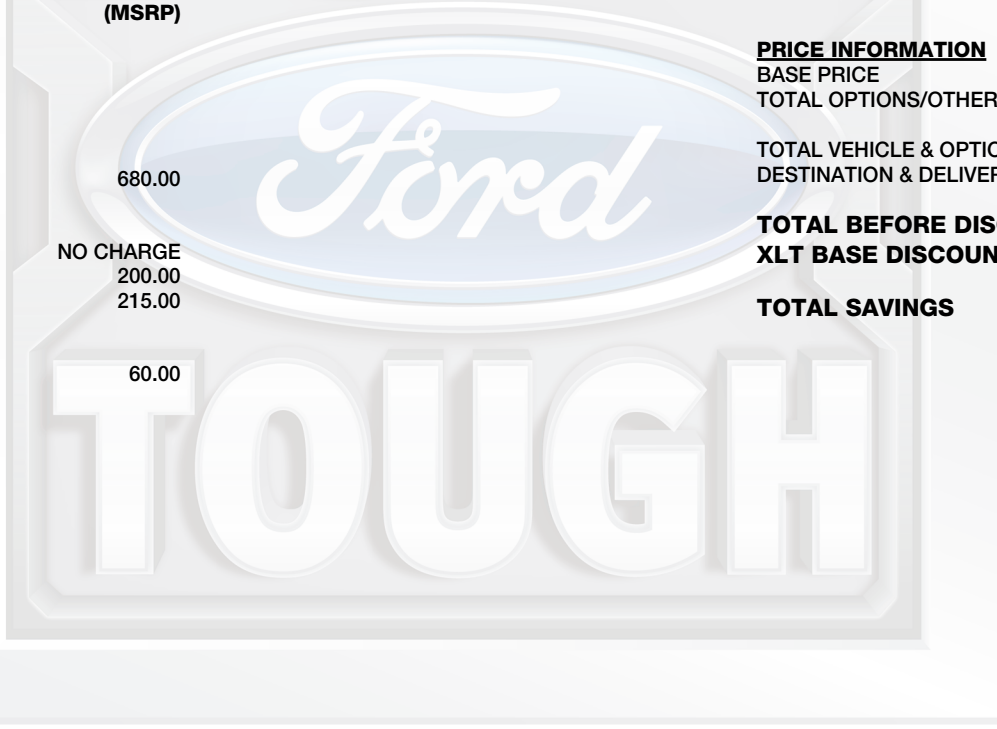 (MSRP)
680.00
NO CHARGE
200.00
215.00
60.00
PRICE INFORMATION
BASE PRICE
TOTAL OPTIONS/OTHER
TOTAL VEHICLE & OPTIO
DESTINATION & DELIVER
TOTAL BEFORE DIS
XLT BASE DISCOUN
TOTAL SAVINGS
Ford
TOUGH